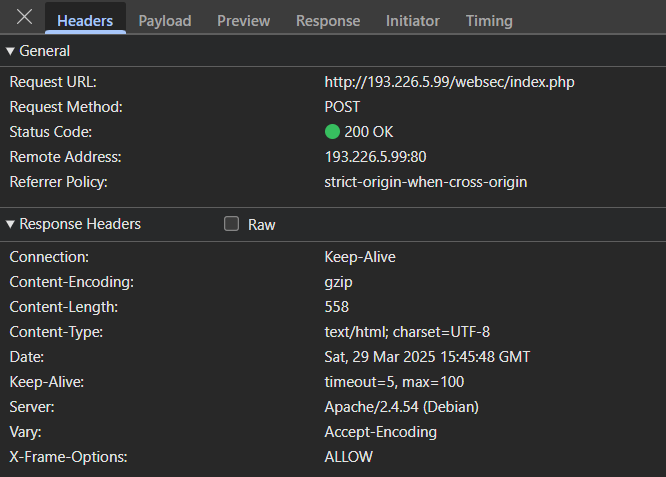 Headers Payload Preview Response Initiator Timing
General
Request URL: http://193.226.5.99/websec/index.php
Request Method: POST
Status Code: 200 OK
Remote Address: 193.226.5.99:80
Referrer Policy: strict-origin-when-cross-origin
Response Headers Raw
Connection: Keep-Alive
Content-Encoding: gzip
Content-Length: 558
Content-Type: text/html; charset=UTF-8
Date: Sat, 29 Mar 2025 15:45:48 GMT
Keep-Alive: timeout=5, max=100
Server: Apache/2.4.54 (Debian)
Vary: Accept-Encoding
X-Frame-Options: ALLOW